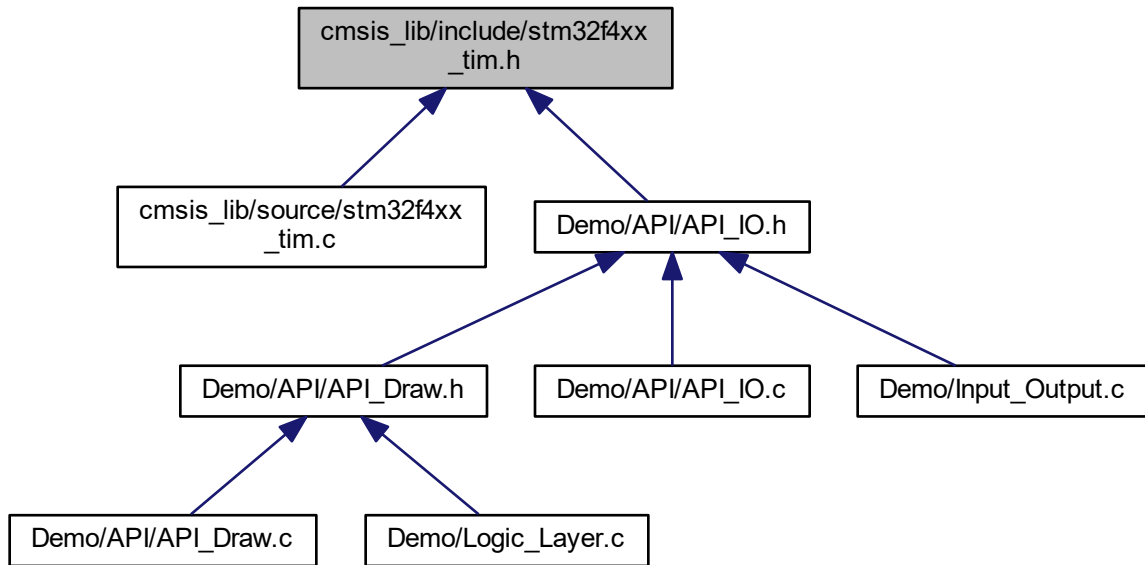 cmsis_lib/include/stm32f4xx
_tim.h
cmsis_lib/source/stm32f4xx
_tim.c
Demo/API/API_IO.h
Demo/API/API_Draw.h
Demo/API/API_IO.c
Demo/Input_Output.c
Demo/API/API_Draw.c
Demo/Logic_Layer.c